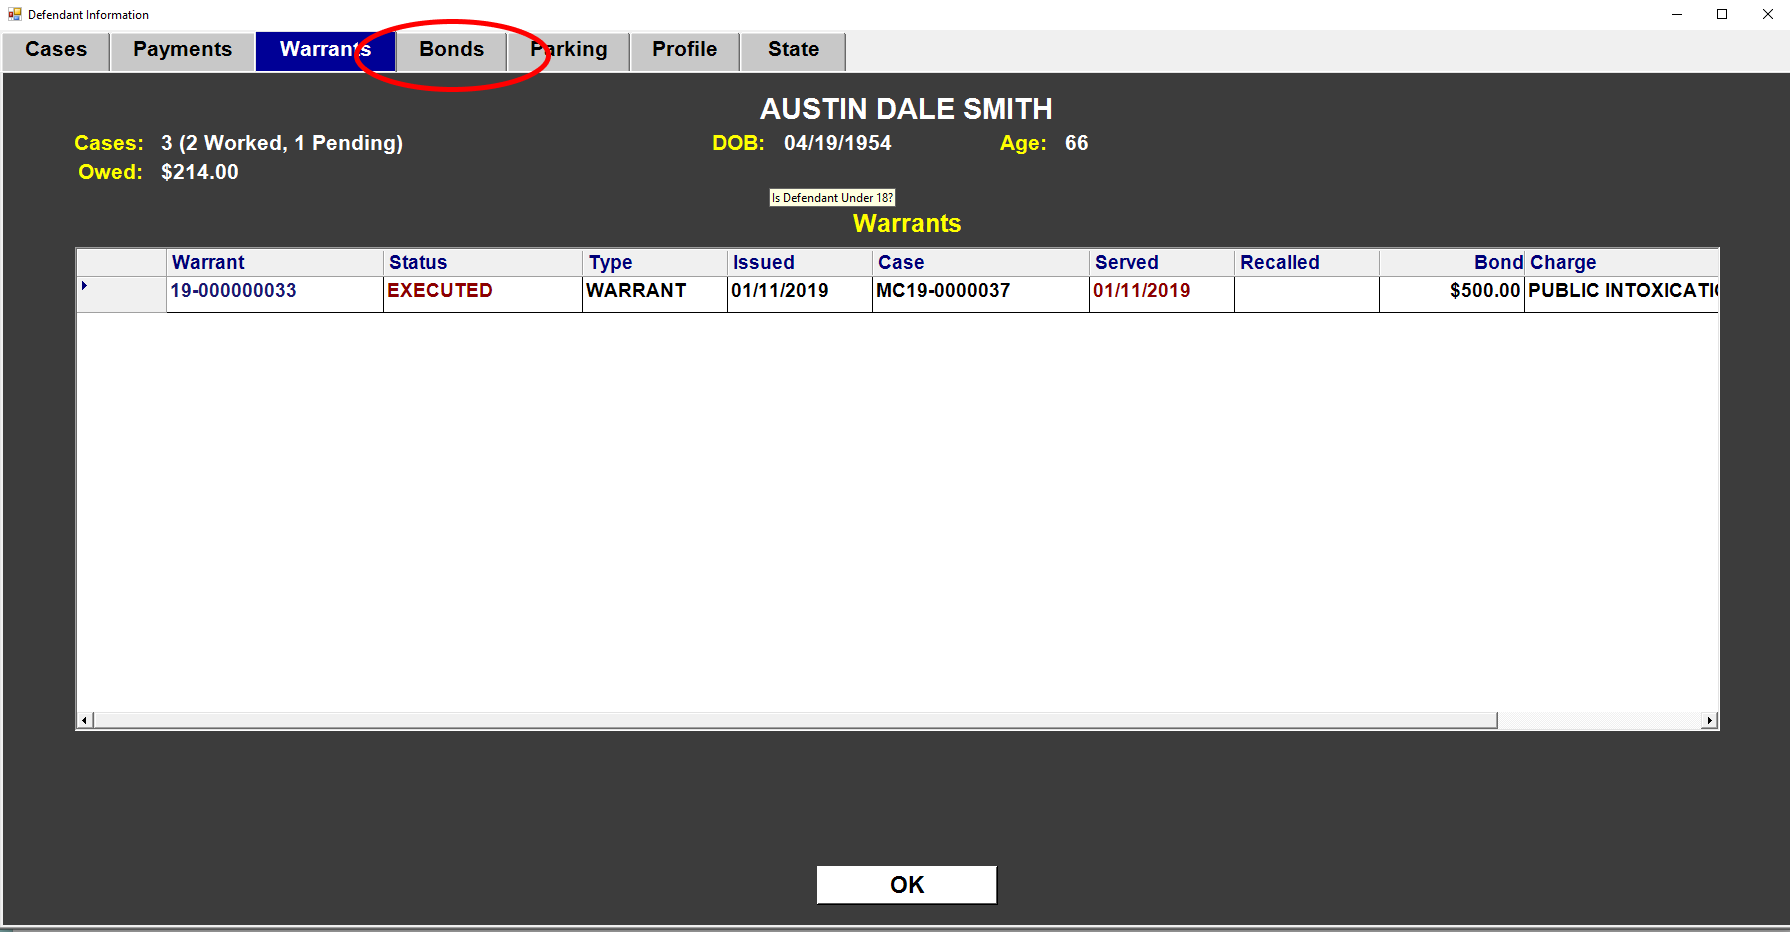 Defendant Information
Cases Payments Warrants Bonds Parking Profile State
AUSTIN DALE SMITH
Cases: 3 (2 Worked, 1 Pending) DOB: 04/19/1954 Age: 66
Owed: $214.00
Is Defendant Under 18?
Warrants
Warrant Status Type Issued Case Served Recalled Bond Charge
19-000000033 EXECUTED WARRANT 01/11/2019 MC19-0000037 01/11/2019 $500.00 PUBLIC INTOXICATI
OK